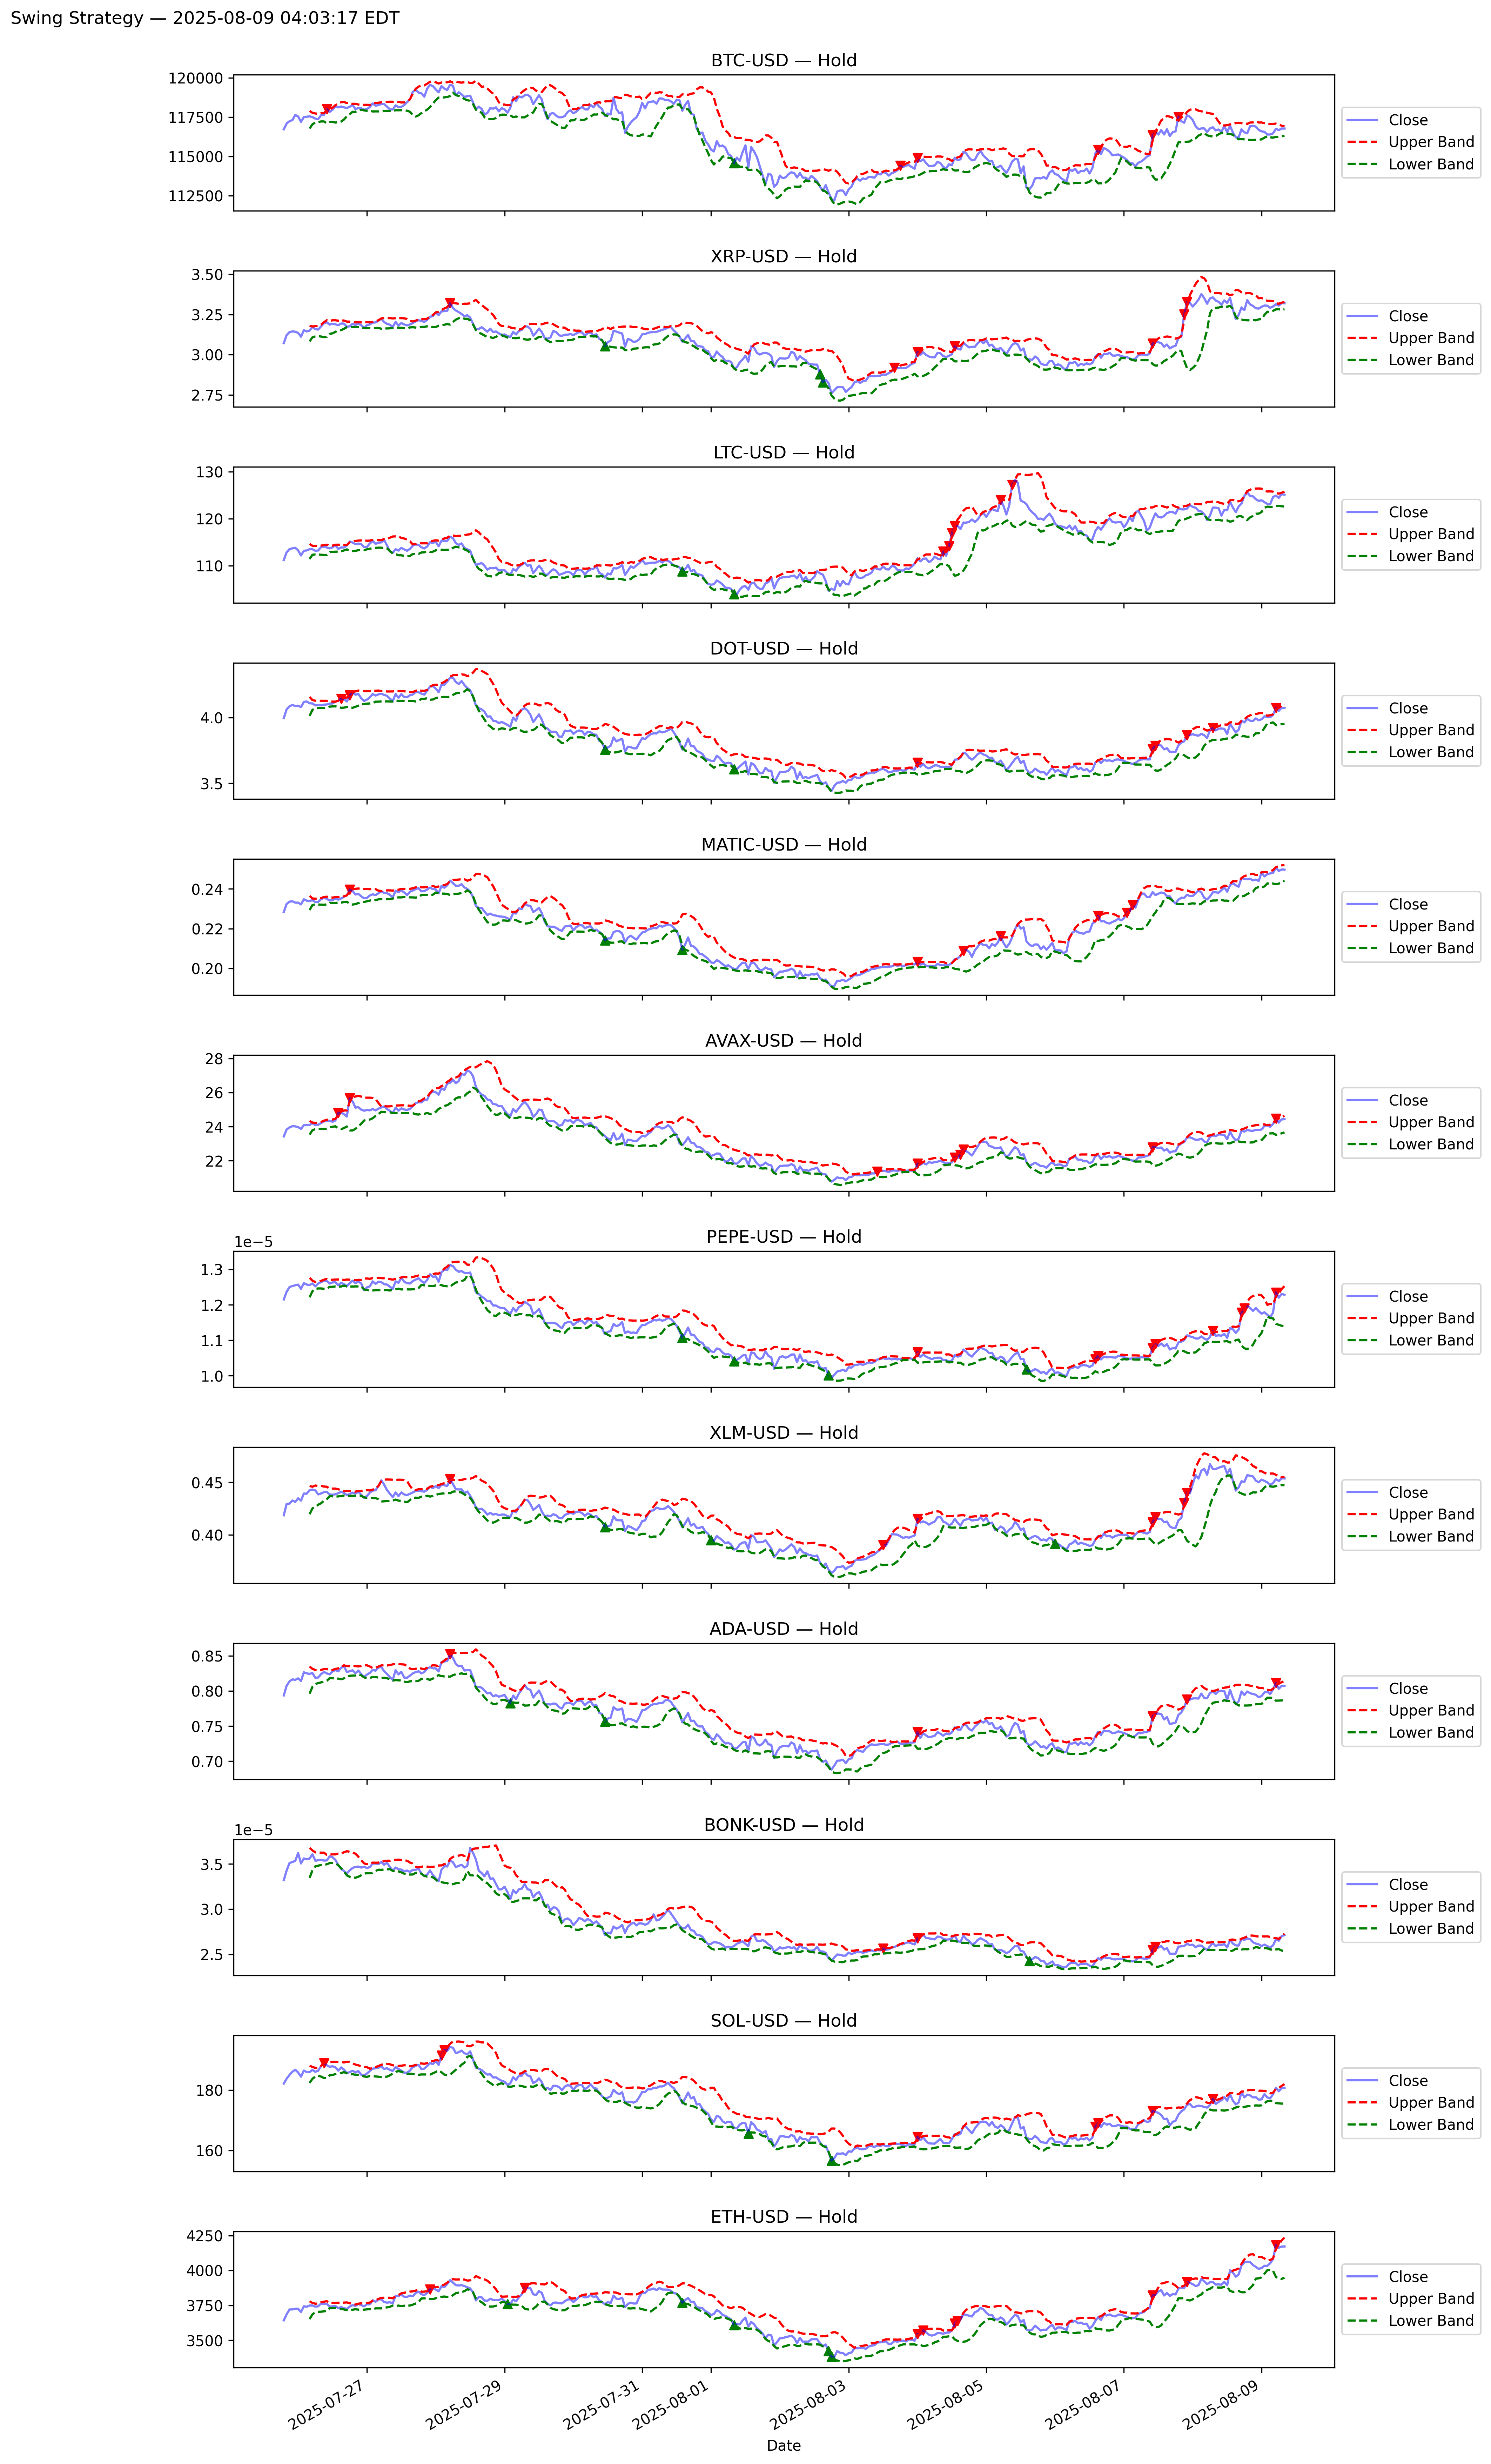 Swing Strategy — 2025-08-09 04:03:17 EDT
BTC-USD — Hold
120000
117500
115000
112500
Close
Upper Band
Lower Band
XRP-USD — Hold
3.50
3.25
3.00
2.75
Close
Upper Band
Lower Band
LTC-USD — Hold
130
120
110
Close
Upper Band
Lower Band
DOT-USD — Hold
4.0
3.5
Close
Upper Band
Lower Band
MATIC-USD — Hold
0.24
0.22
0.20
Close
Upper Band
Lower Band
AVAX-USD — Hold
28
26
24
22
Close
Upper Band
Lower Band
PEPE-USD — Hold
1e−5
1.3
1.2
1.1
1.0
Close
Upper Band
Lower Band
XLM-USD — Hold
0.45
0.40
Close
Upper Band
Lower Band
ADA-USD — Hold
0.85
0.80
0.75
0.70
Close
Upper Band
Lower Band
BONK-USD — Hold
1e−5
3.5
3.0
2.5
Close
Upper Band
Lower Band
SOL-USD — Hold
180
160
Close
Upper Band
Lower Band
ETH-USD — Hold
4250
4000
3750
3500
Close
Upper Band
Lower Band
2025-07-27
2025-07-29
2025-07-31
2025-08-01
2025-08-03
2025-08-05
2025-08-07
2025-08-09
Date